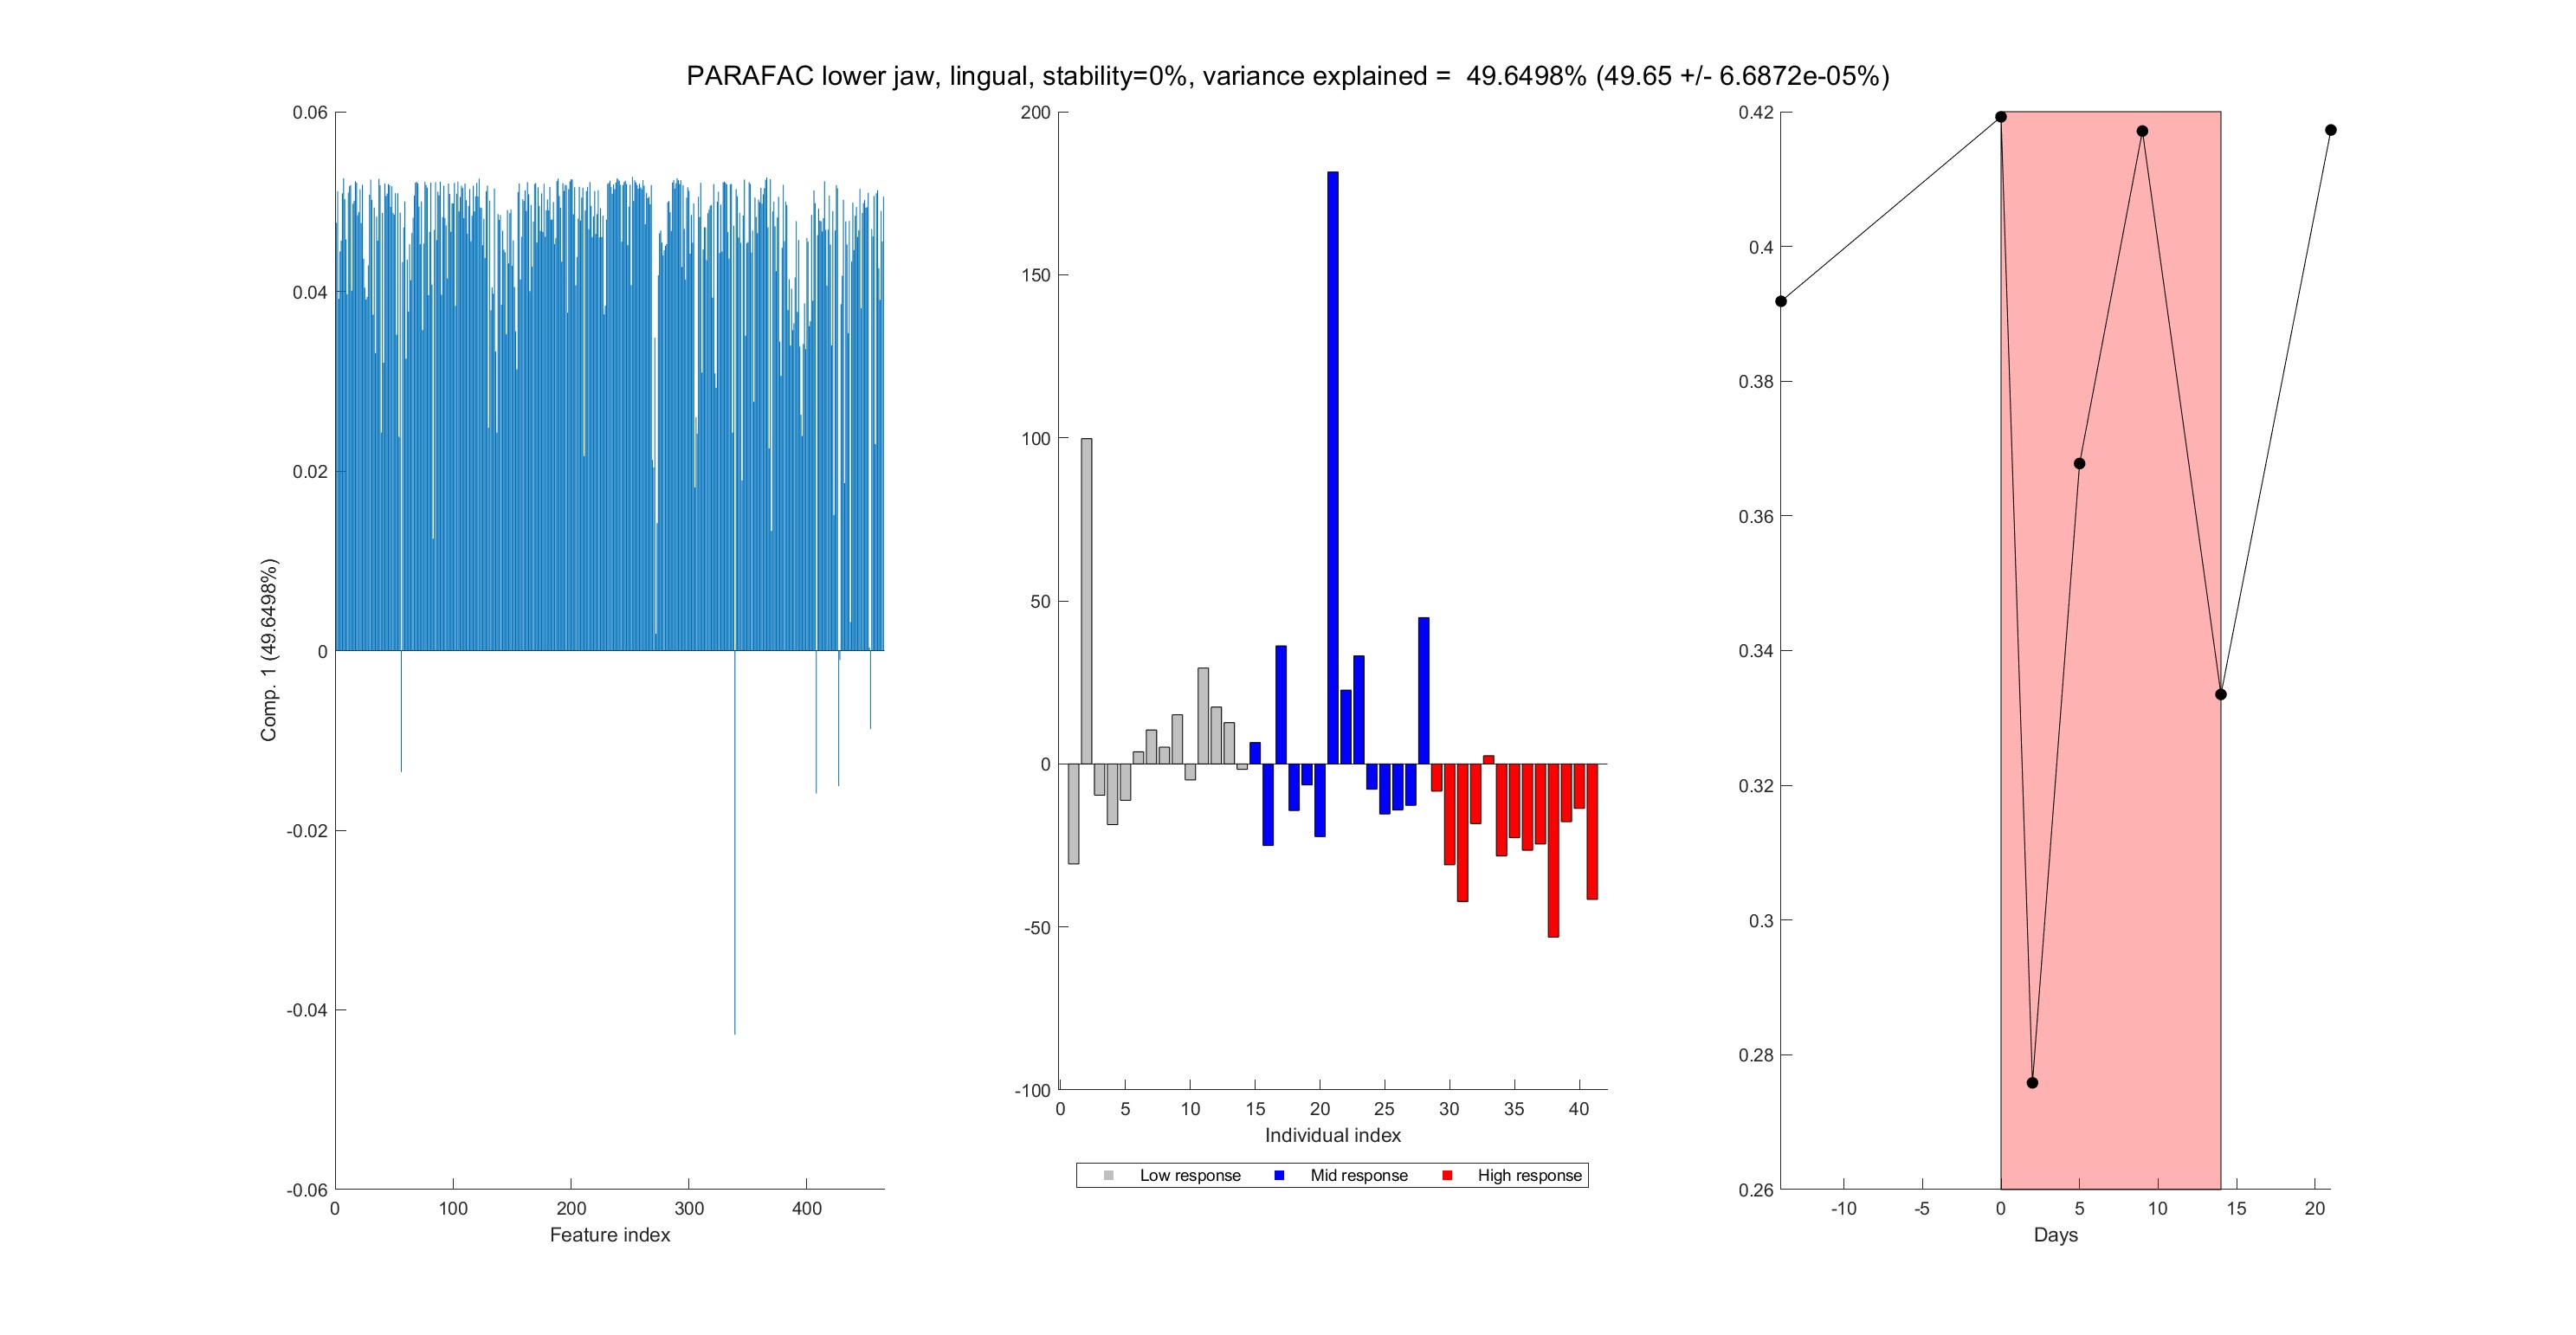 PARAFAC lower jaw, lingual, stability=0%, variance explained =  49.6498% (49.65 +/- 6.6872e-05%)
0.06
0.04
0.02
0
-0.02
-0.04
-0.06
Comp. 1 (49.6498%)
0 100 200 300 400
Feature index
200
150
100
50
0
-50
-100
0 5 10 15 20 25 30 35 40
Individual index
Low response Mid response High response
0.42
0.4
0.38
0.36
0.34
0.32
0.3
0.28
0.26
-10 -5 0 5 10 15 20
Days